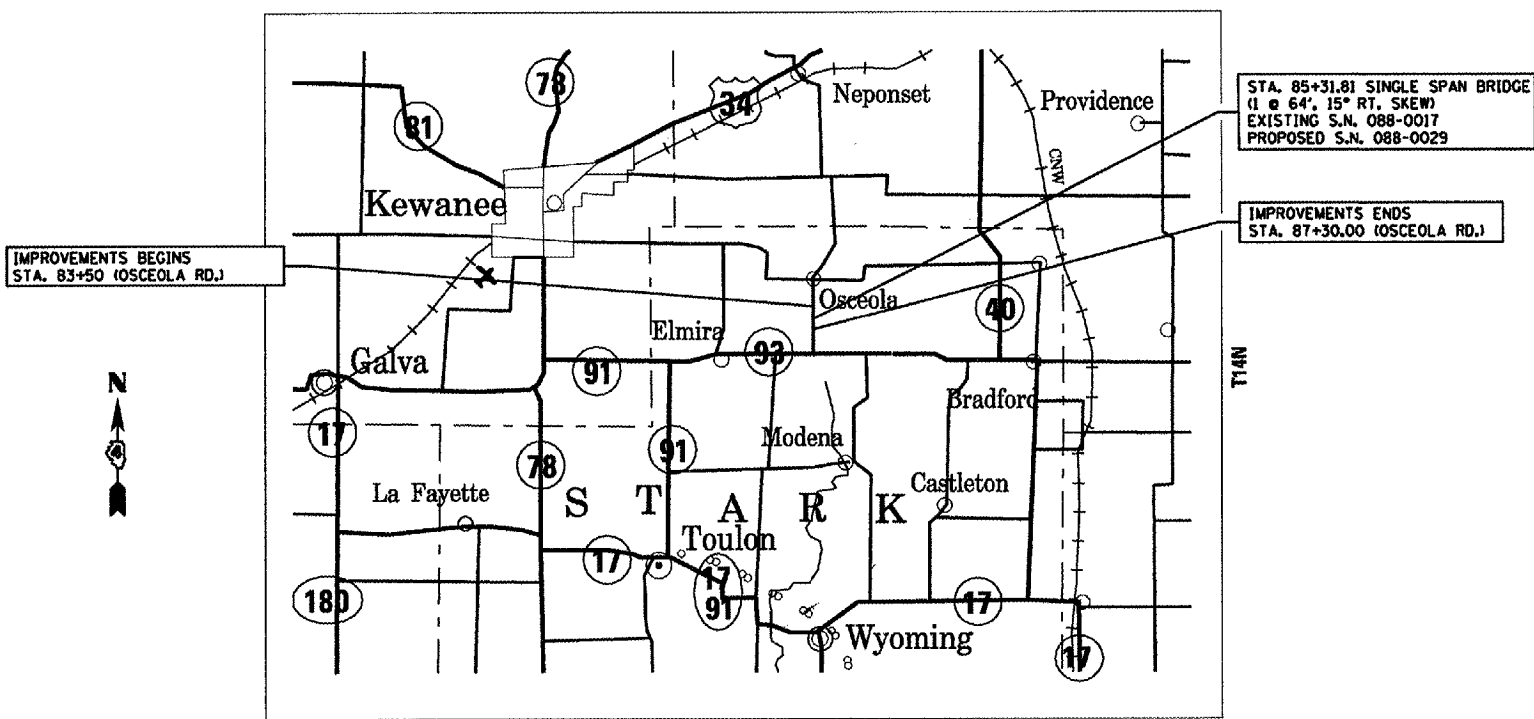 78
34
Neponset
Providence
STA. 85+31.81 SINGLE SPAN BRIDGE
(1 @ 64', 15° RT. SKEW)
EXISTING S.N. 088-0017
PROPOSED S.N. 088-0029
81
CNW
Kewanee
IMPROVEMENTS ENDS
STA. 87+30.00 (OSCEOLA RD.)
IMPROVEMENTS BEGINS
STA. 83+50 (OSCEOLA RD.)
Osceola
40
Elmira
93
Galva
91
T14N
N
4
Bradford
17
78
91
Modena
La Fayette
Castleton
S T A R K
Toulon
17
17
91
180
17
Wyoming
17